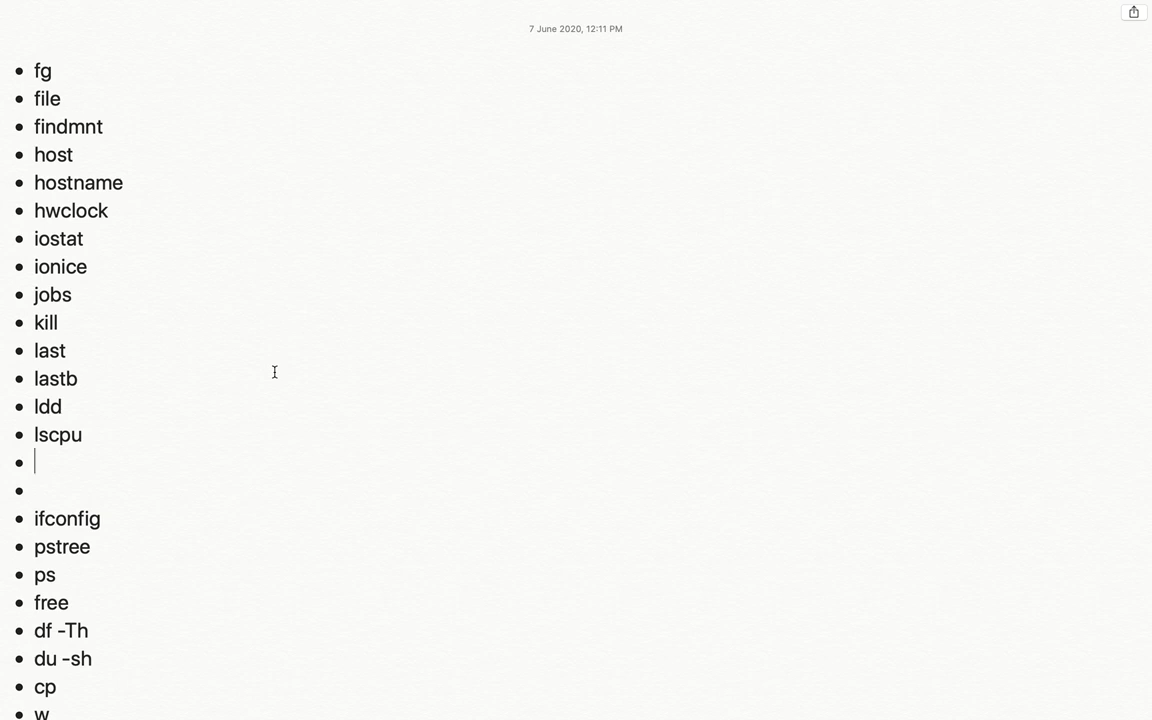 7 June 2020, 12:11 PM
• fg
• file
• findmnt
• host
• hostname
• hwclock
• iostat
• ionice
• jobs
• kill
• last
• lastb
• ldd
• lscpu
•
•
• ifconfig
• pstree
• ps
• free
• df -Th
• du -sh
• cp
• w